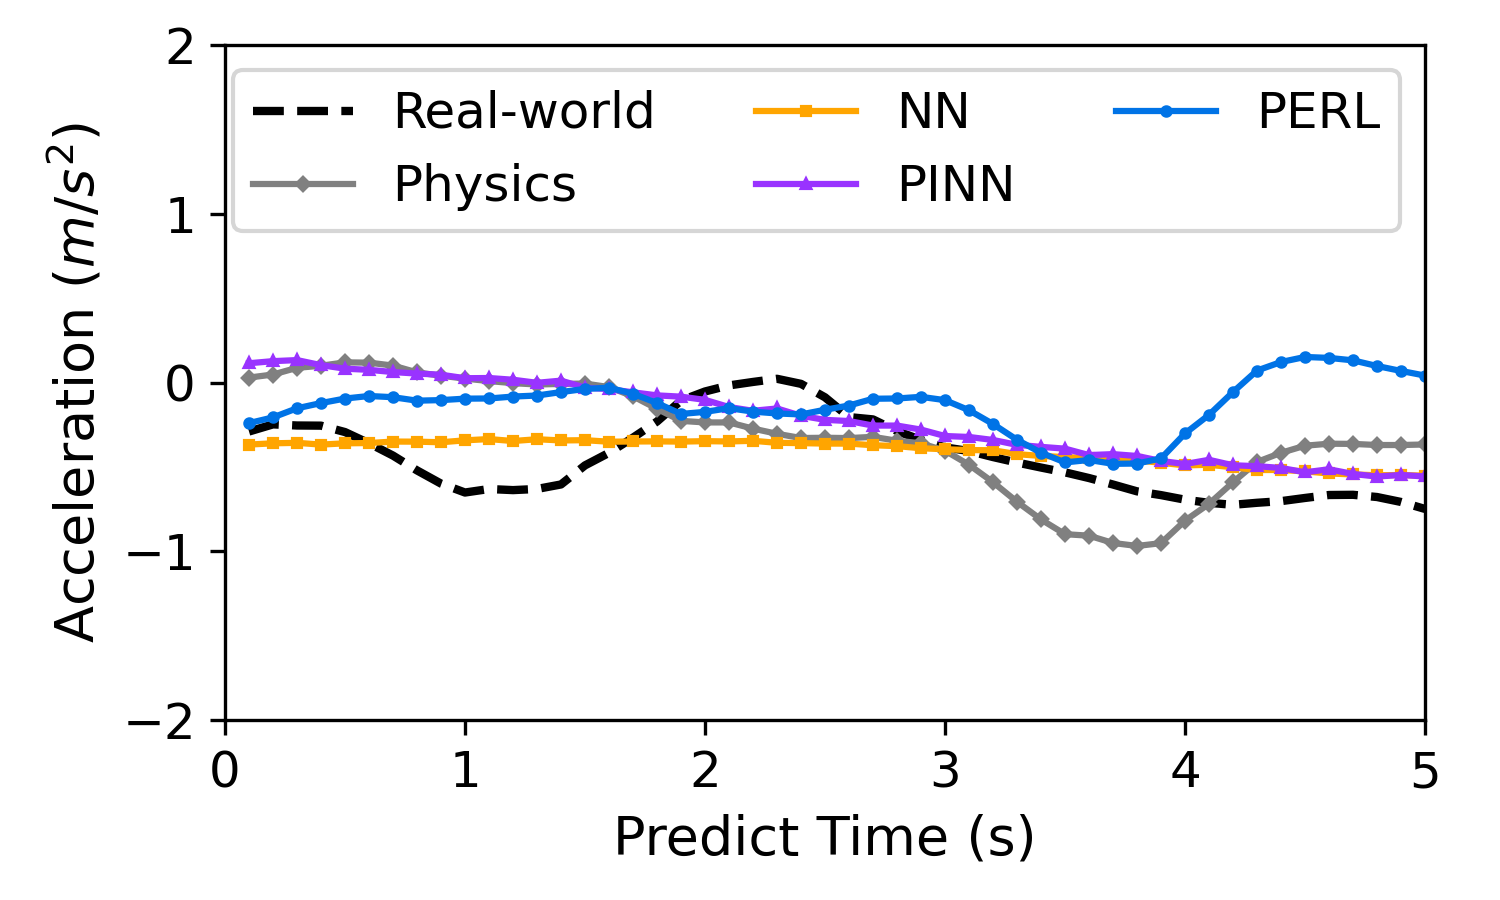 2
1
0
−1
−2
Acceleration (m/s²)
Real-world
Physics
NN
PINN
PERL
0 1 2 3 4 5
Predict Time (s)